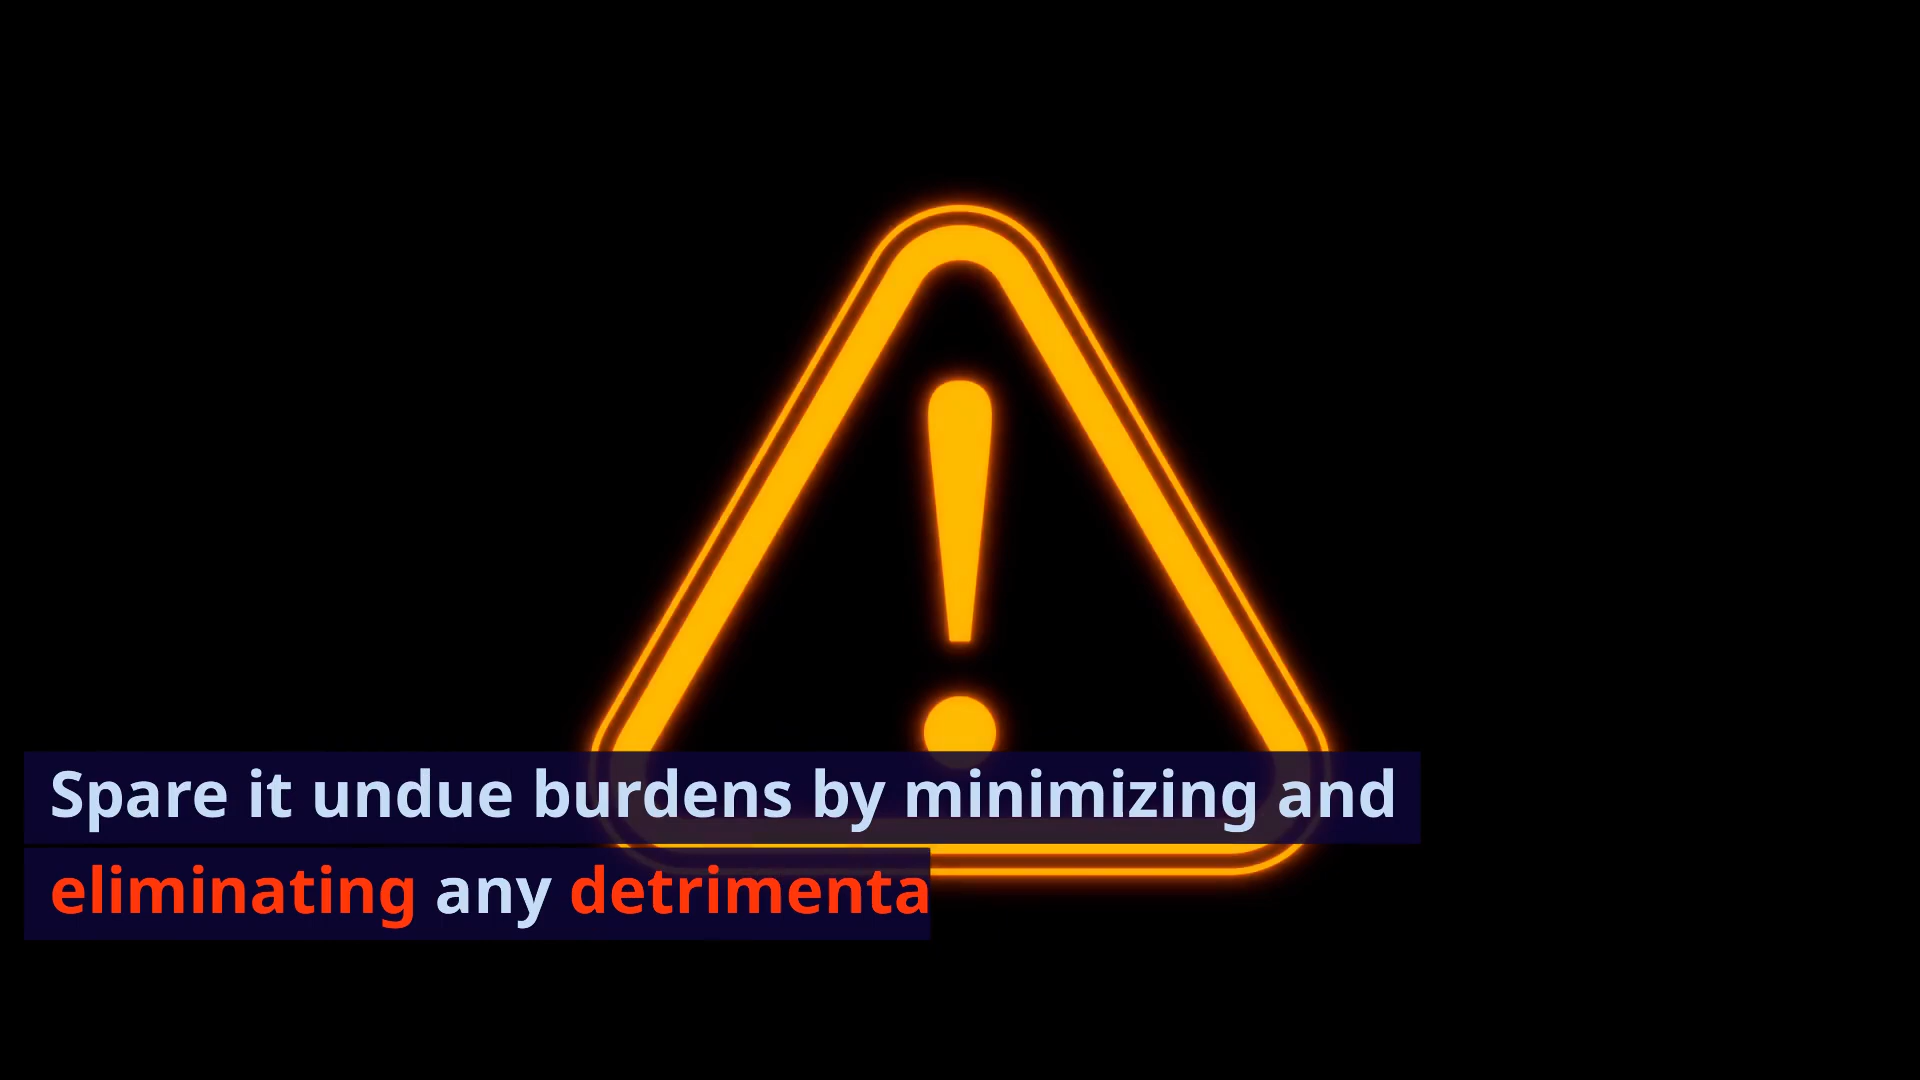 Spare it undue burdens by minimizing and
eliminating any detrimenta